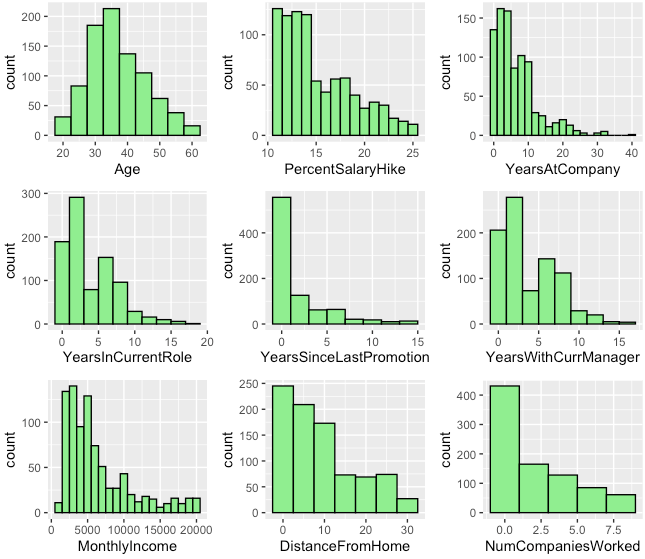 200
150
100
50
0
count
20 30 40 50 60
Age
100
50
0
count
10 15 20 25
PercentSalaryHike
150
100
50
0
count
0 10 20 30 40
YearsAtCompany
300
200
100
0
count
0 5 10 15 20
YearsInCurrentRole
400
200
0
count
0 5 10 15
YearsSinceLastPromotion
200
100
0
count
0 5 10 15
YearsWithCurrManager
100
50
0
count
0 5000 10000 15000 20000
MonthlyIncome
250
200
150
100
50
0
count
0 10 20 30
DistanceFromHome
400
300
200
100
0
count
0.0 2.5 5.0 7.5
NumCompaniesWorked